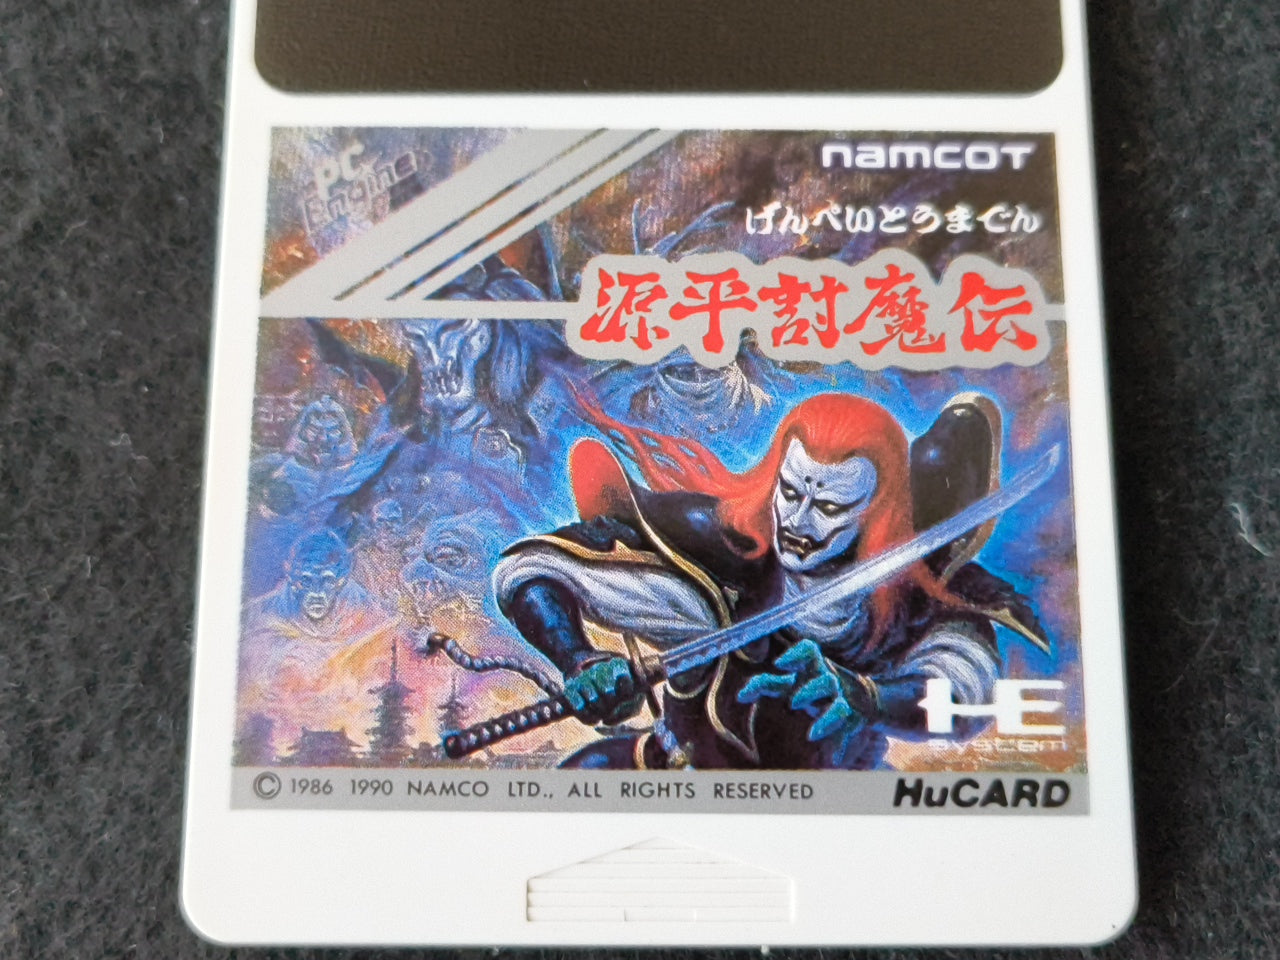 PC
Engine
namcot
げんぺいとうまでん
源平討魔伝
HE
system
© 1986 1990 NAMCO LTD., ALL RIGHTS RESERVED
HuCARD